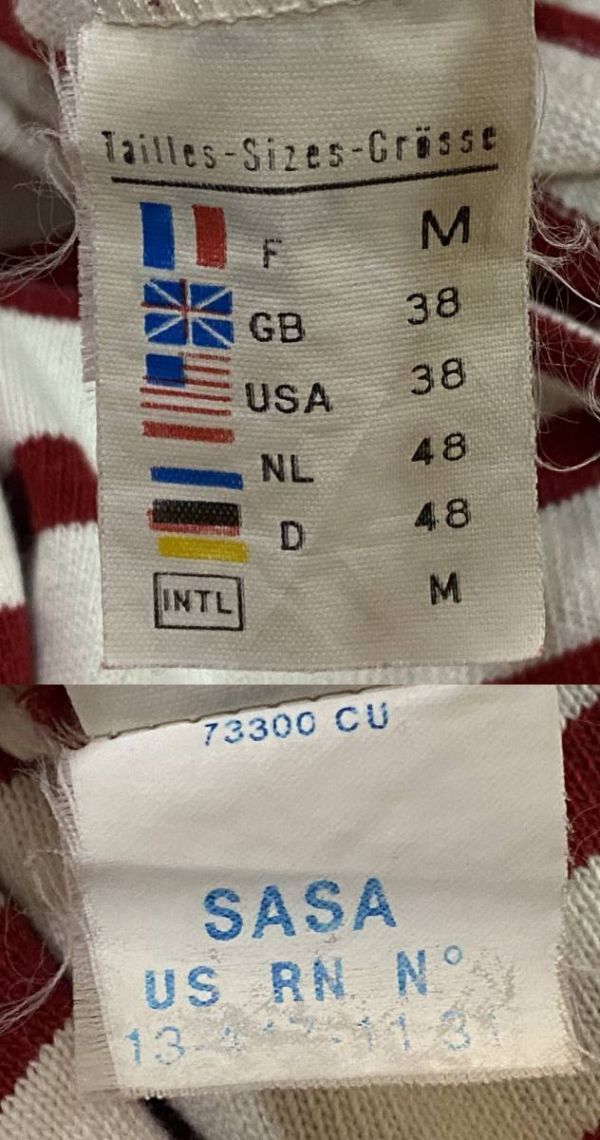 Tailles-Sizes-Grösse
F M
GB 38
USA 38
NL 48
D 48
INTL M
73300 CU
SASA
US RN N°